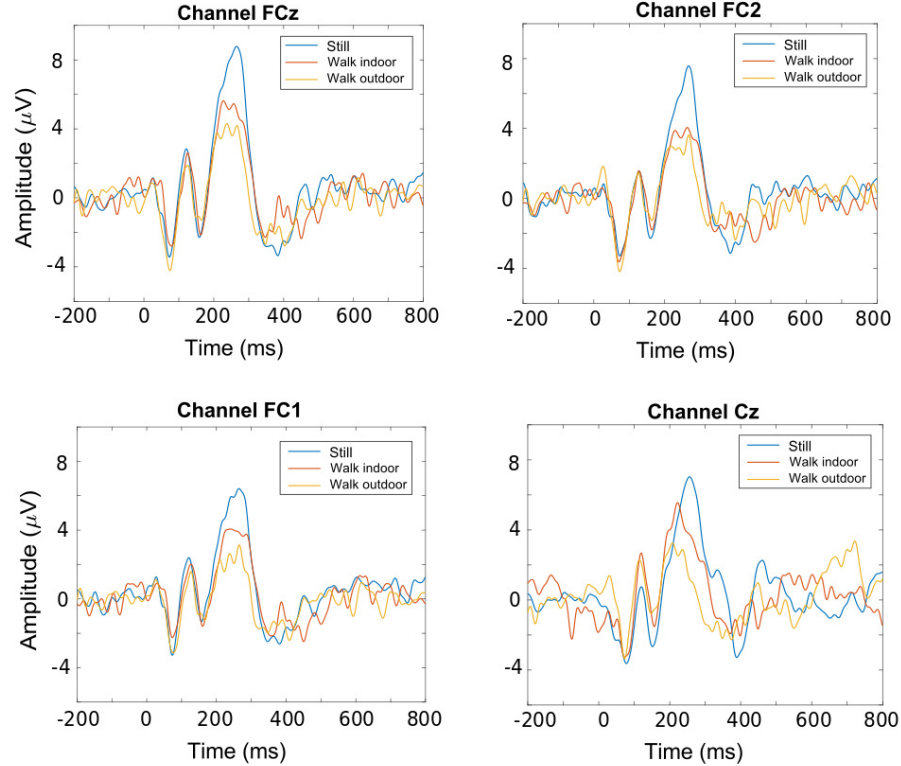 Channel FCz
Still
Walk indoor
Walk outdoor
8
4
0
-4
Amplitude (μV)
-200 0 200 400 600 800
Time (ms)
Channel FC2
Still
Walk indoor
Walk outdoor
8
4
0
-4
-200 0 200 400 600 800
Time (ms)
Channel FC1
Still
Walk indoor
Walk outdoor
8
4
0
-4
Amplitude (μV)
-200 0 200 400 600 800
Time (ms)
Channel Cz
Still
Walk indoor
Walk outdoor
8
4
0
-4
-200 0 200 400 600 800
Time (ms)